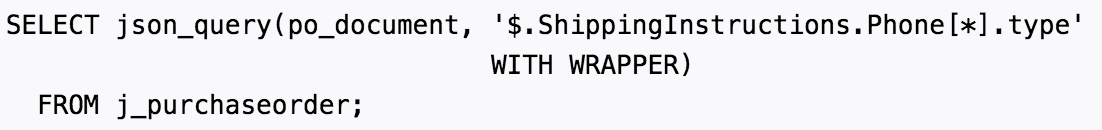 SELECT json_query(po_document, '$.ShippingInstructions.Phone[*].type'
                               WITH WRAPPER)
  FROM j_purchaseorder;